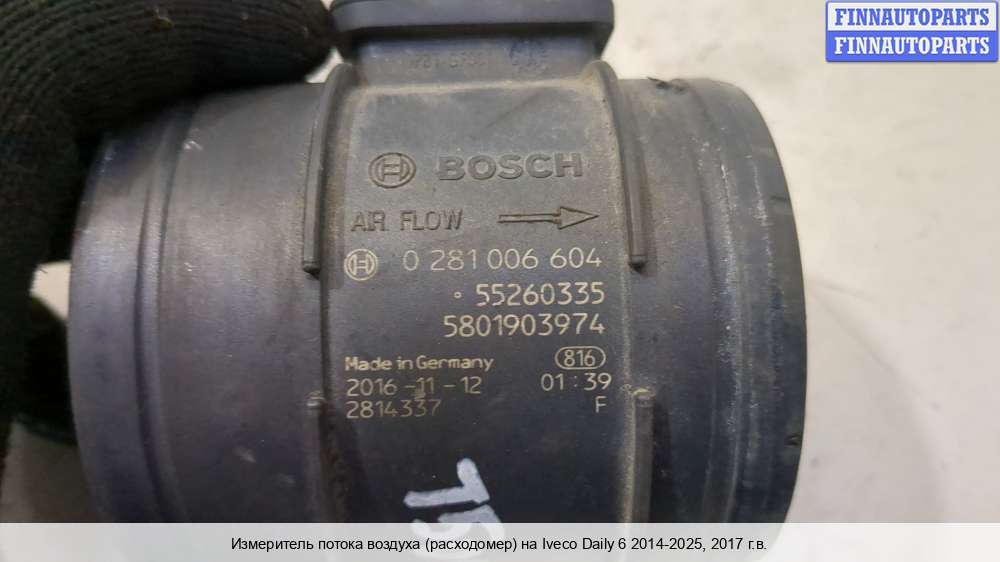 FINNAUTOPARTS
FINNAUTOPARTS
BOSCH
AIR FLOW
0 281 006 604
55260335
5801903974
Made in Germany 816
2016-11-12 01:39
2814337 F
Измеритель потока воздуха (расходомер) на Iveco Daily 6 2014-2025, 2017 г.в.